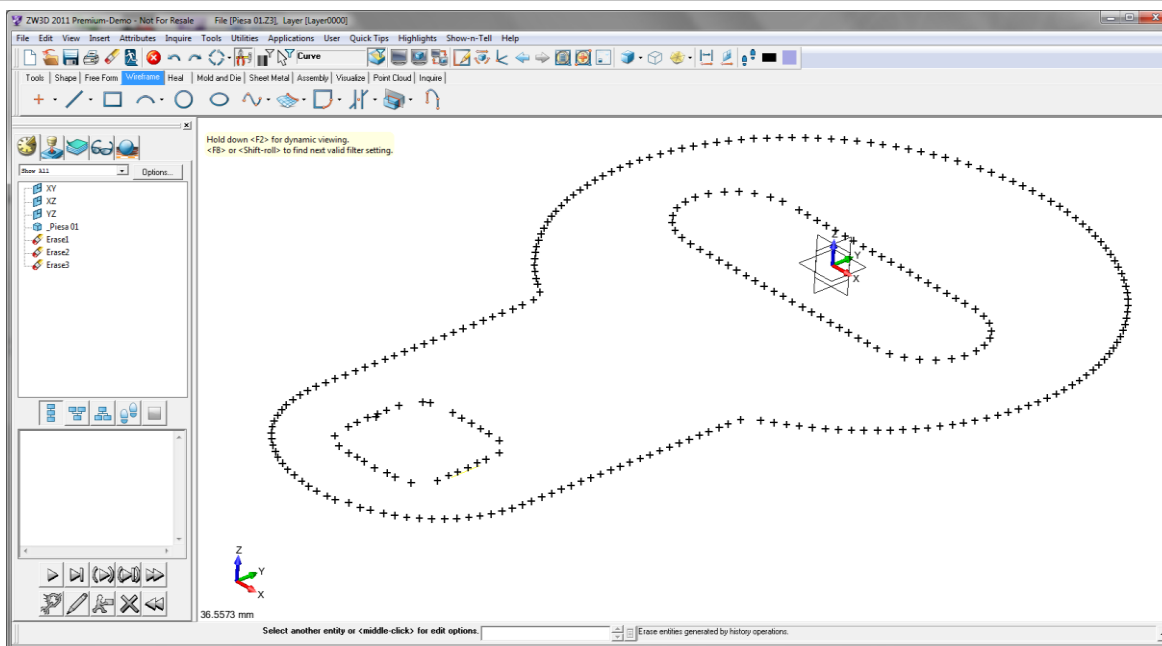 ZW3D 2011 Premium-Demo - Not For Resale File [Piesa 01.Z3], Layer [Layer0000]
File Edit View Insert Attributes Inquire Tools Utilities Applications User Quick Tips Highlights Show-n-Tell Help
Curve
Tools Shape Free Form Wireframe Heal Mold and Die Sheet Metal Assembly Visualize Point Cloud Inquire
Hold down <F2> for dynamic viewing.
<F8> or <Shift-roll> to find next valid filter setting.
Show All Options...
XY
XZ
YZ
_Piesa 01
Erase1
Erase2
Erase3
Z
Y
X
Z
Y
X
36.5573 mm
Select another entity or <middle-click> for edit options. Erase entities generated by history operations.